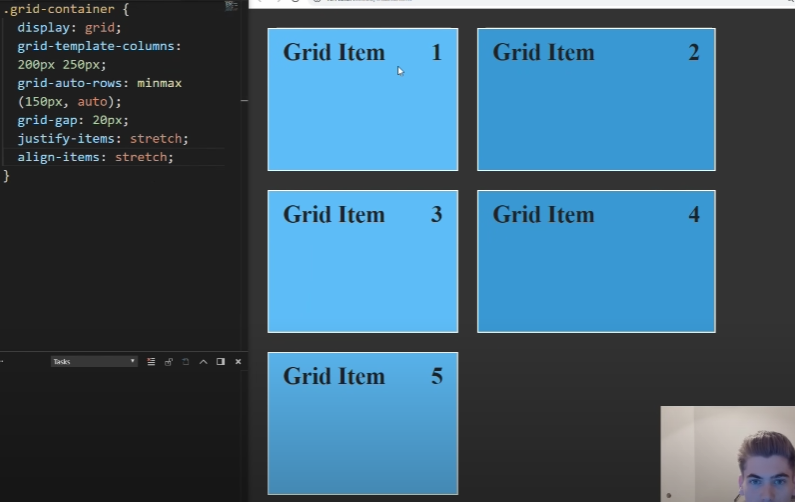 .grid-container {
display: grid;
grid-template-columns:
200px 250px;
grid-auto-rows: minmax
(150px, auto);
grid-gap: 20px;
justify-items: stretch;
align-items: stretch;
}
Grid Item 1
Grid Item 2
Grid Item 3
Grid Item 4
Grid Item 5
Tasks